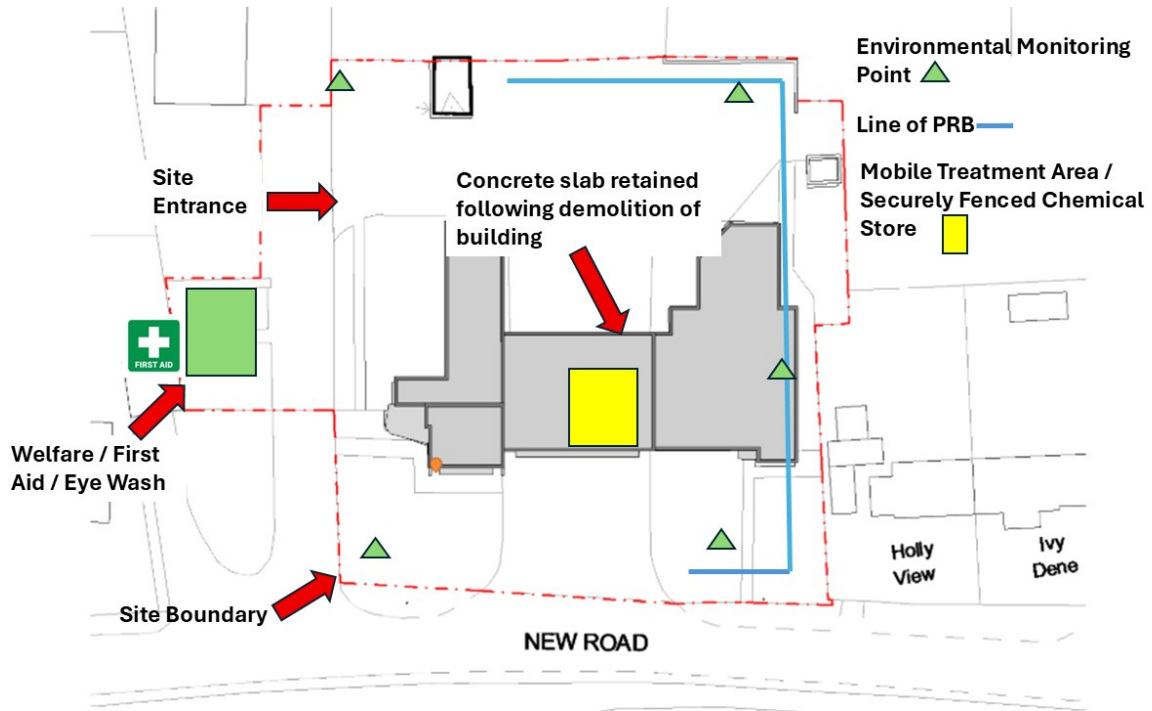 Environmental Monitoring
Point
Line of PRB
Mobile Treatment Area /
Securely Fenced Chemical
Store
Site
Entrance
Concrete slab retained
following demolition of
building
FIRST AID
Welfare / First
Aid / Eye Wash
Site Boundary
Holly
View
Ivy
Dene
NEW ROAD